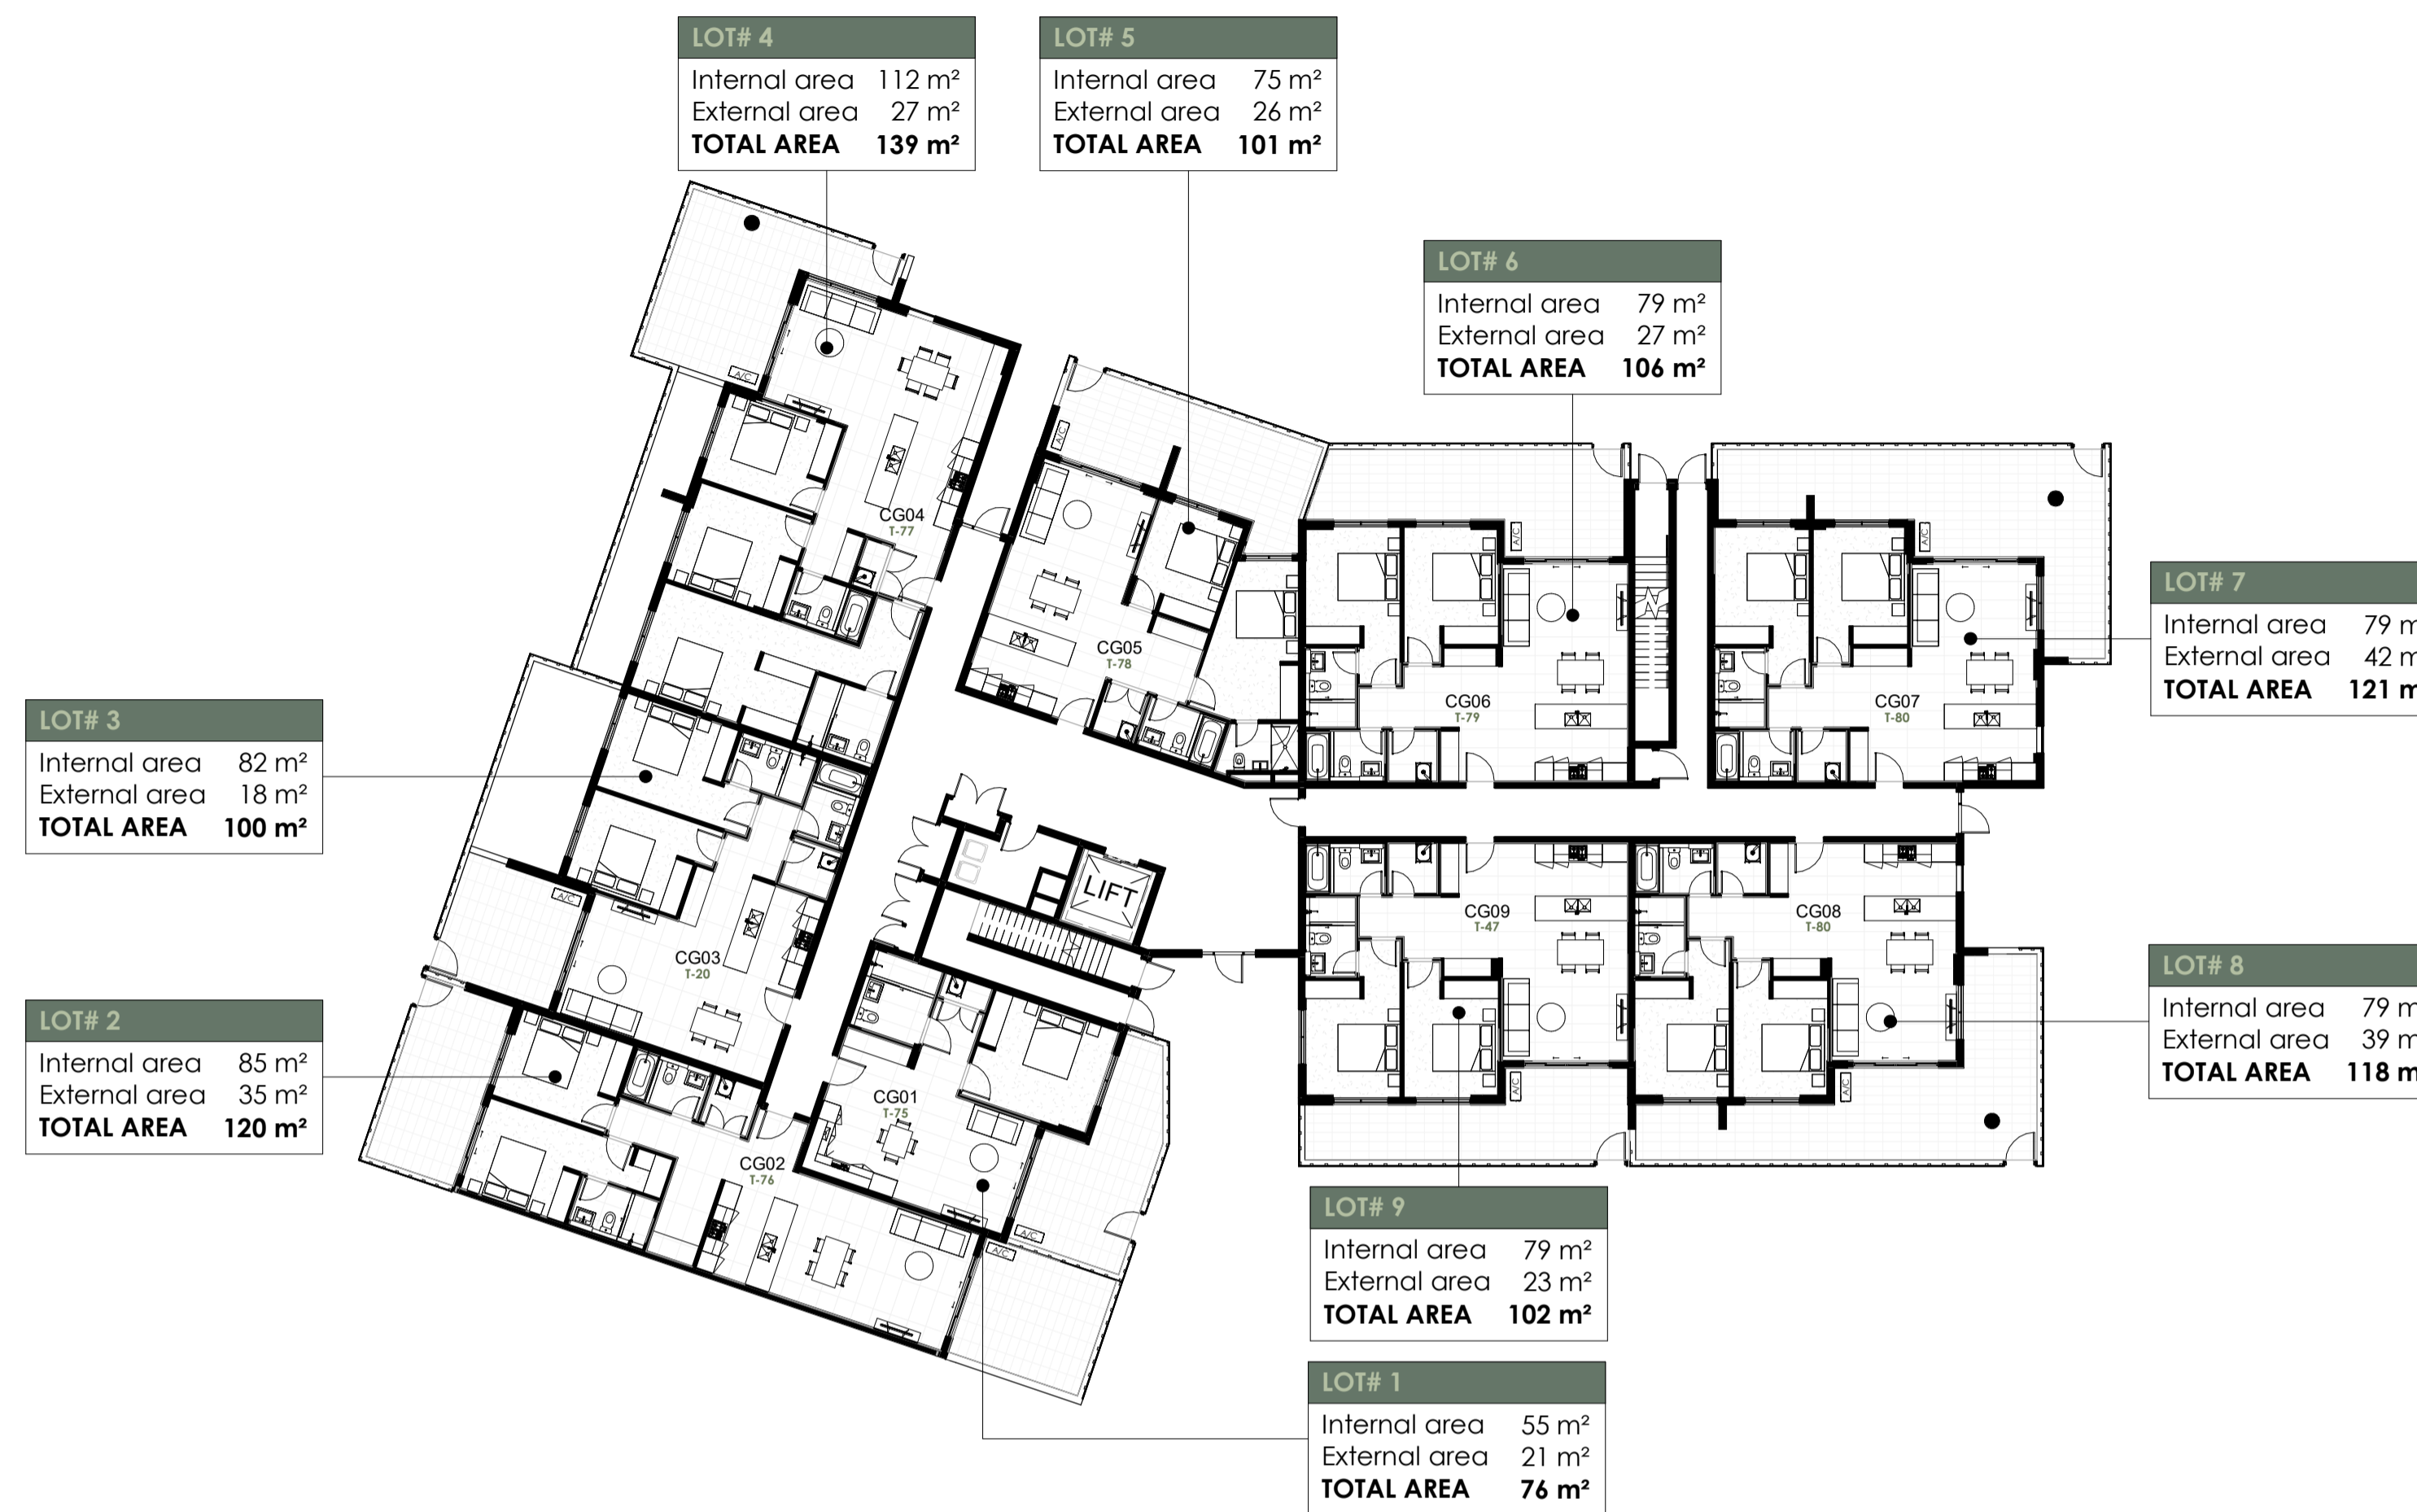 LOT# 4
Internal area 112 m²
External area 27 m²
TOTAL AREA 139 m²
LOT# 5
Internal area 75 m²
External area 26 m²
TOTAL AREA 101 m²
LOT# 6
Internal area 79 m²
External area 27 m²
TOTAL AREA 106 m²
LOT# 7
Internal area 79 m
External area 42 m
TOTAL AREA 121 m
LOT# 3
Internal area 82 m²
External area 18 m²
TOTAL AREA 100 m²
LOT# 2
Internal area 85 m²
External area 35 m²
TOTAL AREA 120 m²
LOT# 8
Internal area 79 m
External area 39 m
TOTAL AREA 118 m
LOT# 9
Internal area 79 m²
External area 23 m²
TOTAL AREA 102 m²
LOT# 1
Internal area 55 m²
External area 21 m²
TOTAL AREA 76 m²
A/C
A/C
CG04
T-77
A/C
A/C
CG05
T-78
CG06
T-79
CG07
T-80
LIFT
A/C
CG03
T-20
CG09
T-47
CG08
T-80
CG01
T-75
A/C
A/C
CG02
T-76
A/C
A/C